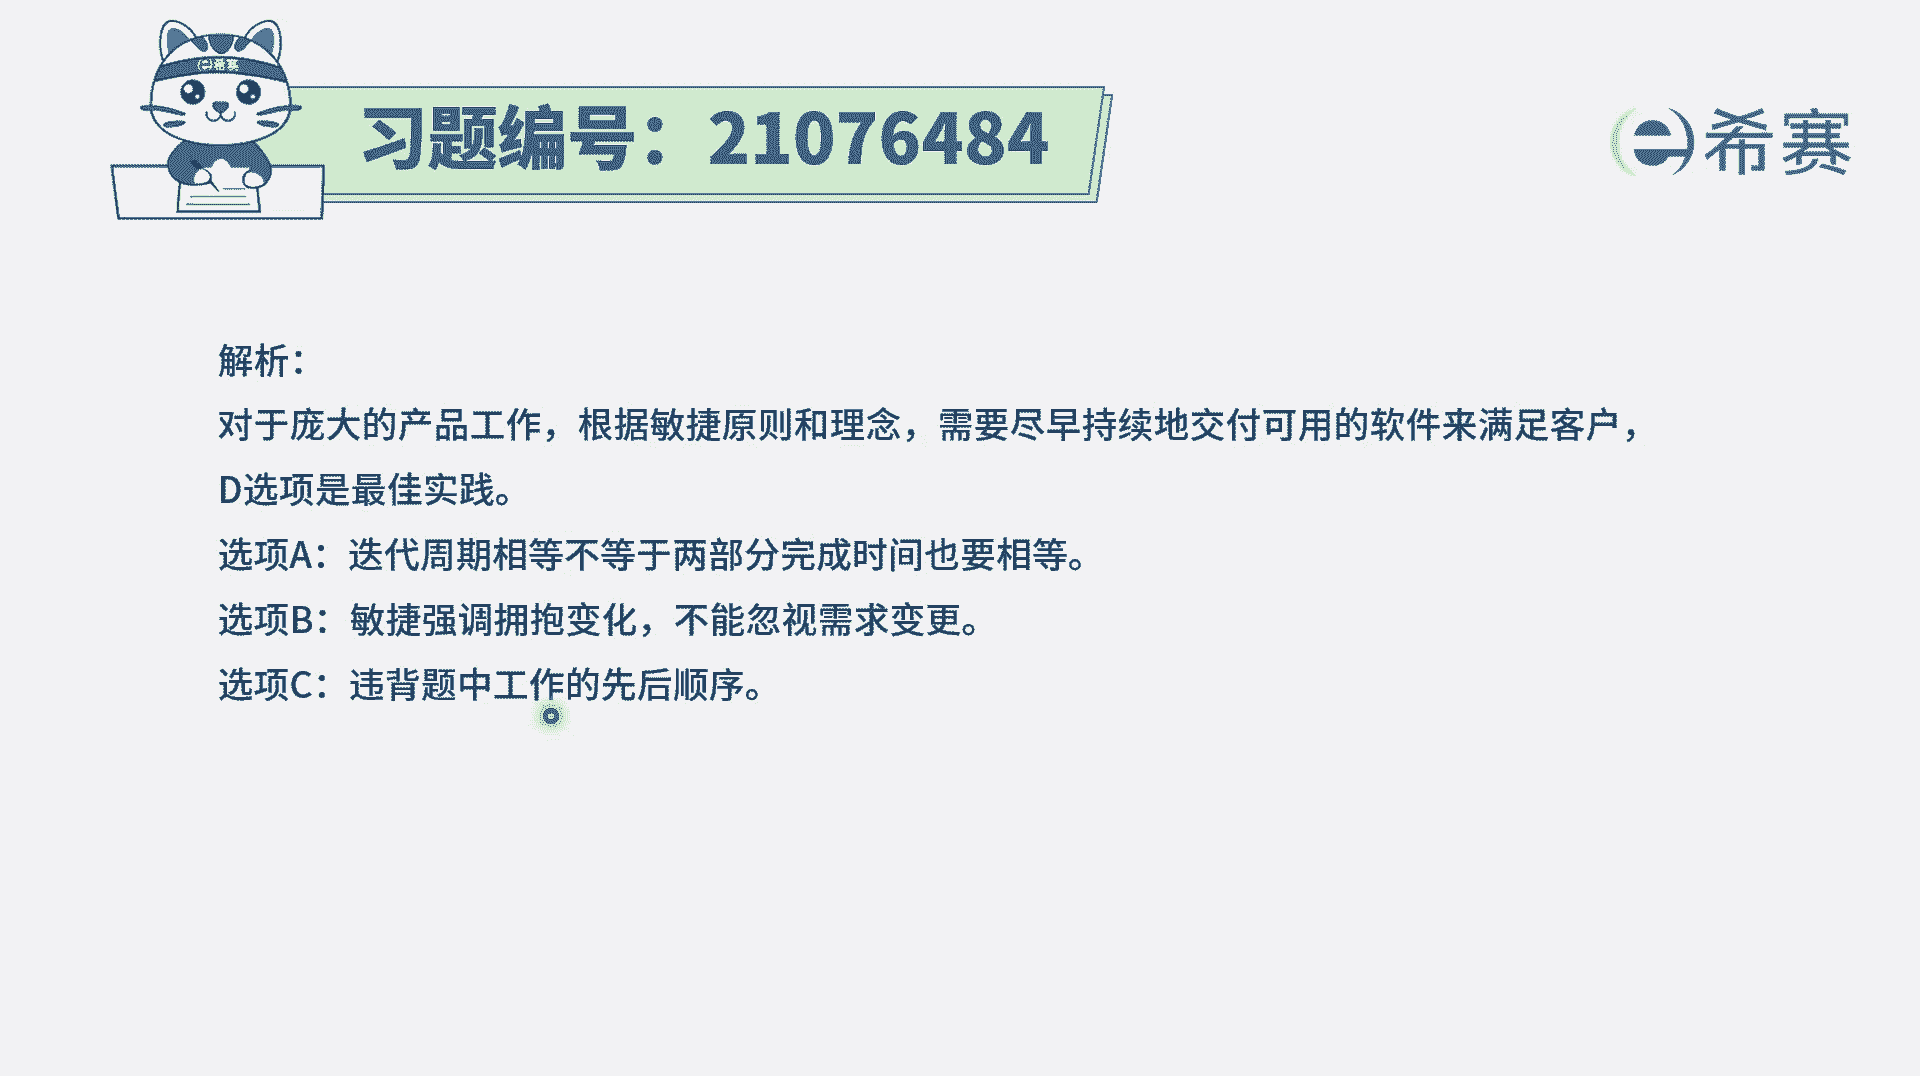 希赛
习题编号：21076484
希赛
解析：
对于庞大的产品工作，根据敏捷原则和理念，需要尽早持续地交付可用的软件来满足客户，
D选项是最佳实践。
选项A：迭代周期相等不等于两部分完成时间也要相等。
选项B：敏捷强调拥抱变化，不能忽视需求变更。
选项C：违背题中工作的先后顺序。